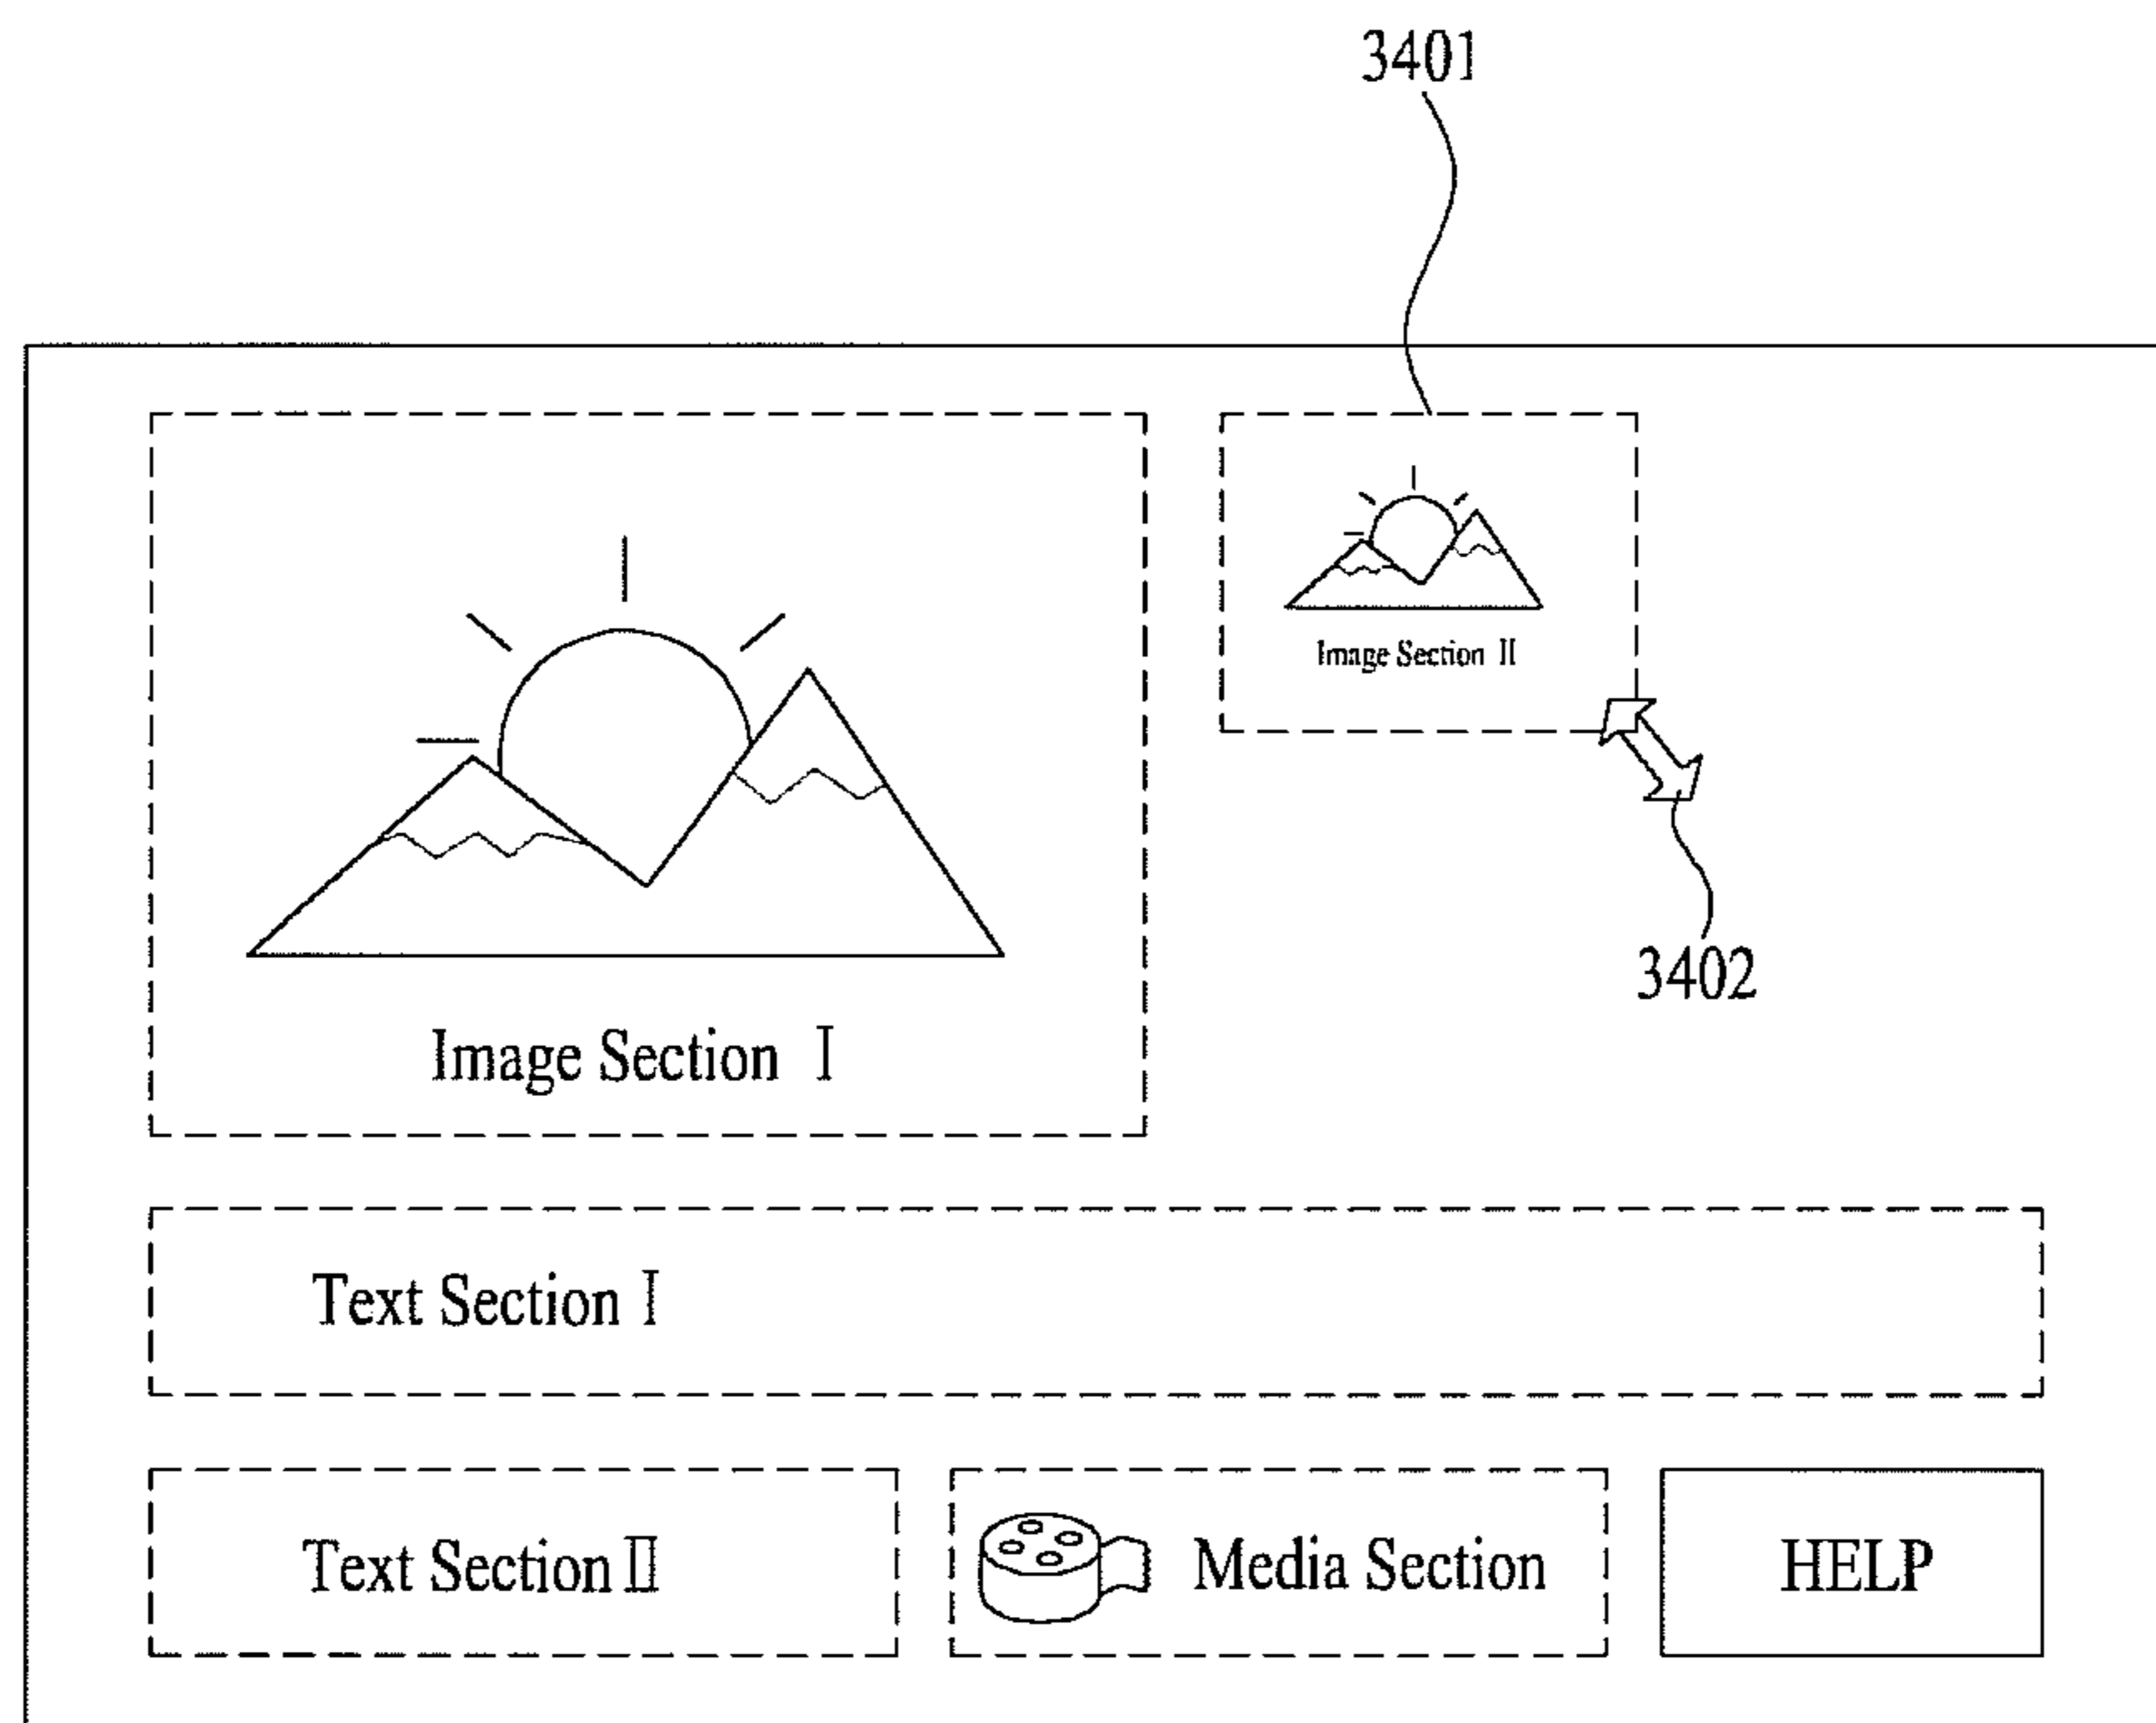 3401
Image Section II
3402
Image Section I
Text Section I
Text Section II
Media Section
HELP